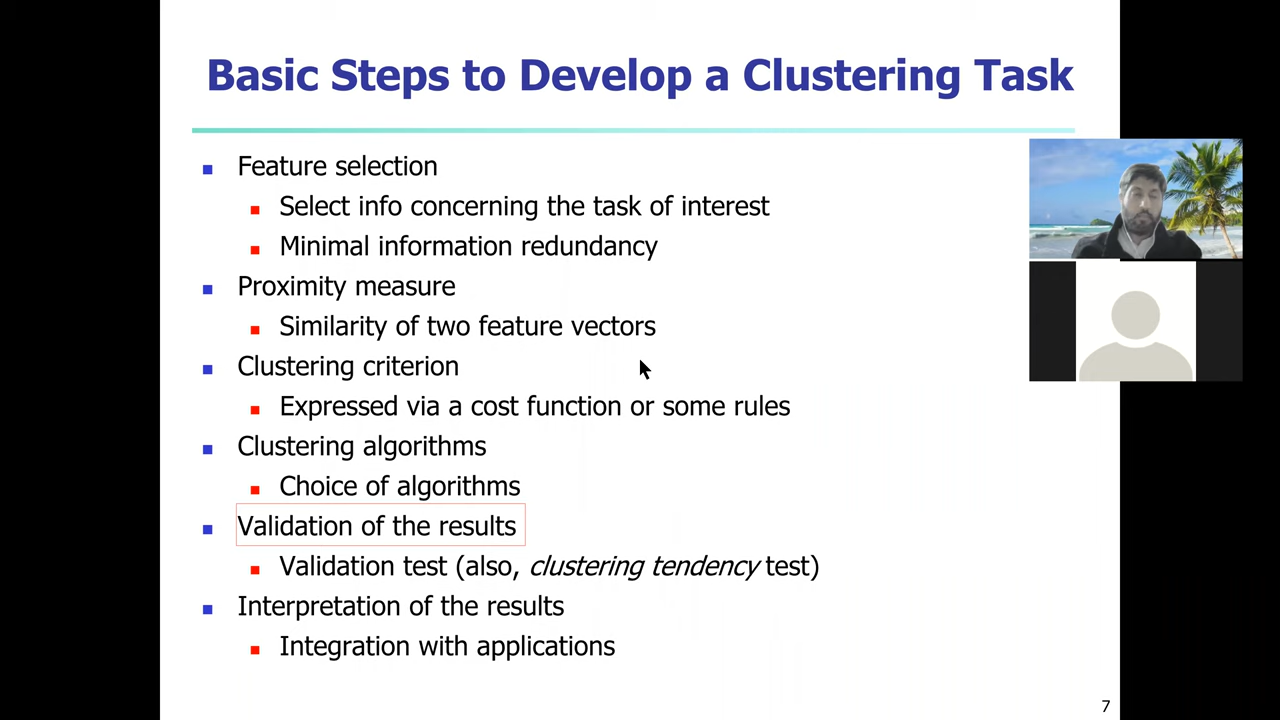 Basic Steps to Develop a Clustering Task
Feature selection
Select info concerning the task of interest
Minimal information redundancy
Proximity measure
Similarity of two feature vectors
Clustering criterion
Expressed via a cost function or some rules
Clustering algorithms
Choice of algorithms
Validation of the results
Validation test (also, clustering tendency test)
Interpretation of the results
Integration with applications
7